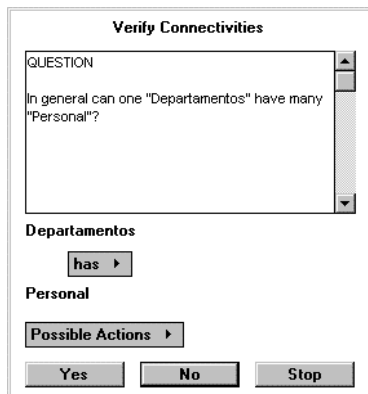 Verify Connectivities
QUESTION
In general can one "Departamentos" have many
"Personal"?
Departamentos
has
Personal
Possible Actions
Yes No Stop